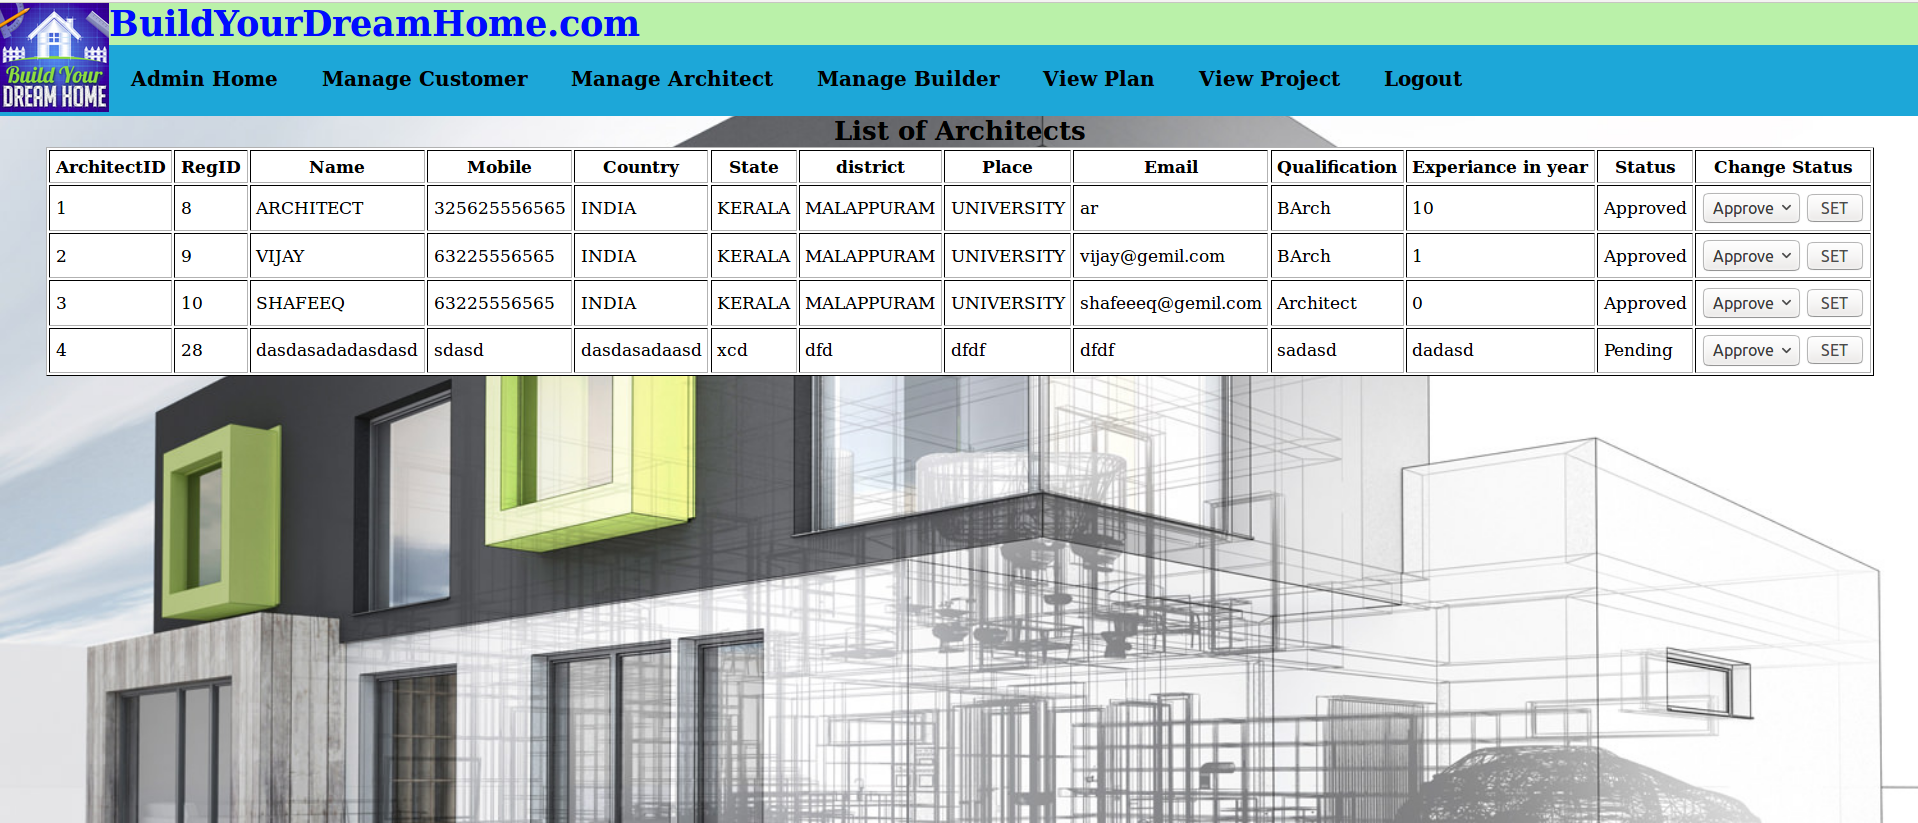 BuildYourDreamHome.com
Build Your
DREAM HOME
Admin Home Manage Customer Manage Architect Manage Builder View Plan View Project Logout
List of Architects
ArchitectID RegID Name Mobile Country State district Place Email Qualification Experiance in year Status Change Status
1 8 ARCHITECT 325625556565 INDIA KERALA MALAPPURAM UNIVERSITY ar BArch 10 Approved Approve SET
2 9 VIJAY 63225556565 INDIA KERALA MALAPPURAM UNIVERSITY vijay@gemil.com BArch 1 Approved Approve SET
3 10 SHAFEEQ 63225556565 INDIA KERALA MALAPPURAM UNIVERSITY shafeeeq@gemil.com Architect 0 Approved Approve SET
4 28 dasdasadadasdasd sdasd dasdasadaasd xcd dfd dfdf dfdf sadasd dadasd Pending Approve SET